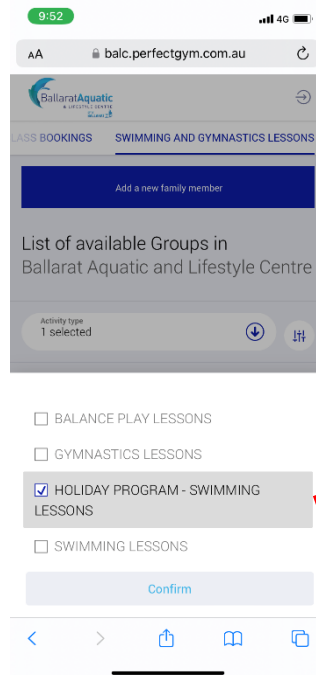 9:52
4G
AA balc.perfectgym.com.au
BallaratAquatic
& LIFESTYLE CENTRE
LASS BOOKINGS SWIMMING AND GYMNASTICS LESSONS
Add a new family member
List of available Groups in
Ballarat Aquatic and Lifestyle Centre
Activity type
1 selected
BALANCE PLAY LESSONS
GYMNASTICS LESSONS
HOLIDAY PROGRAM - SWIMMING
LESSONS
SWIMMING LESSONS
Confirm